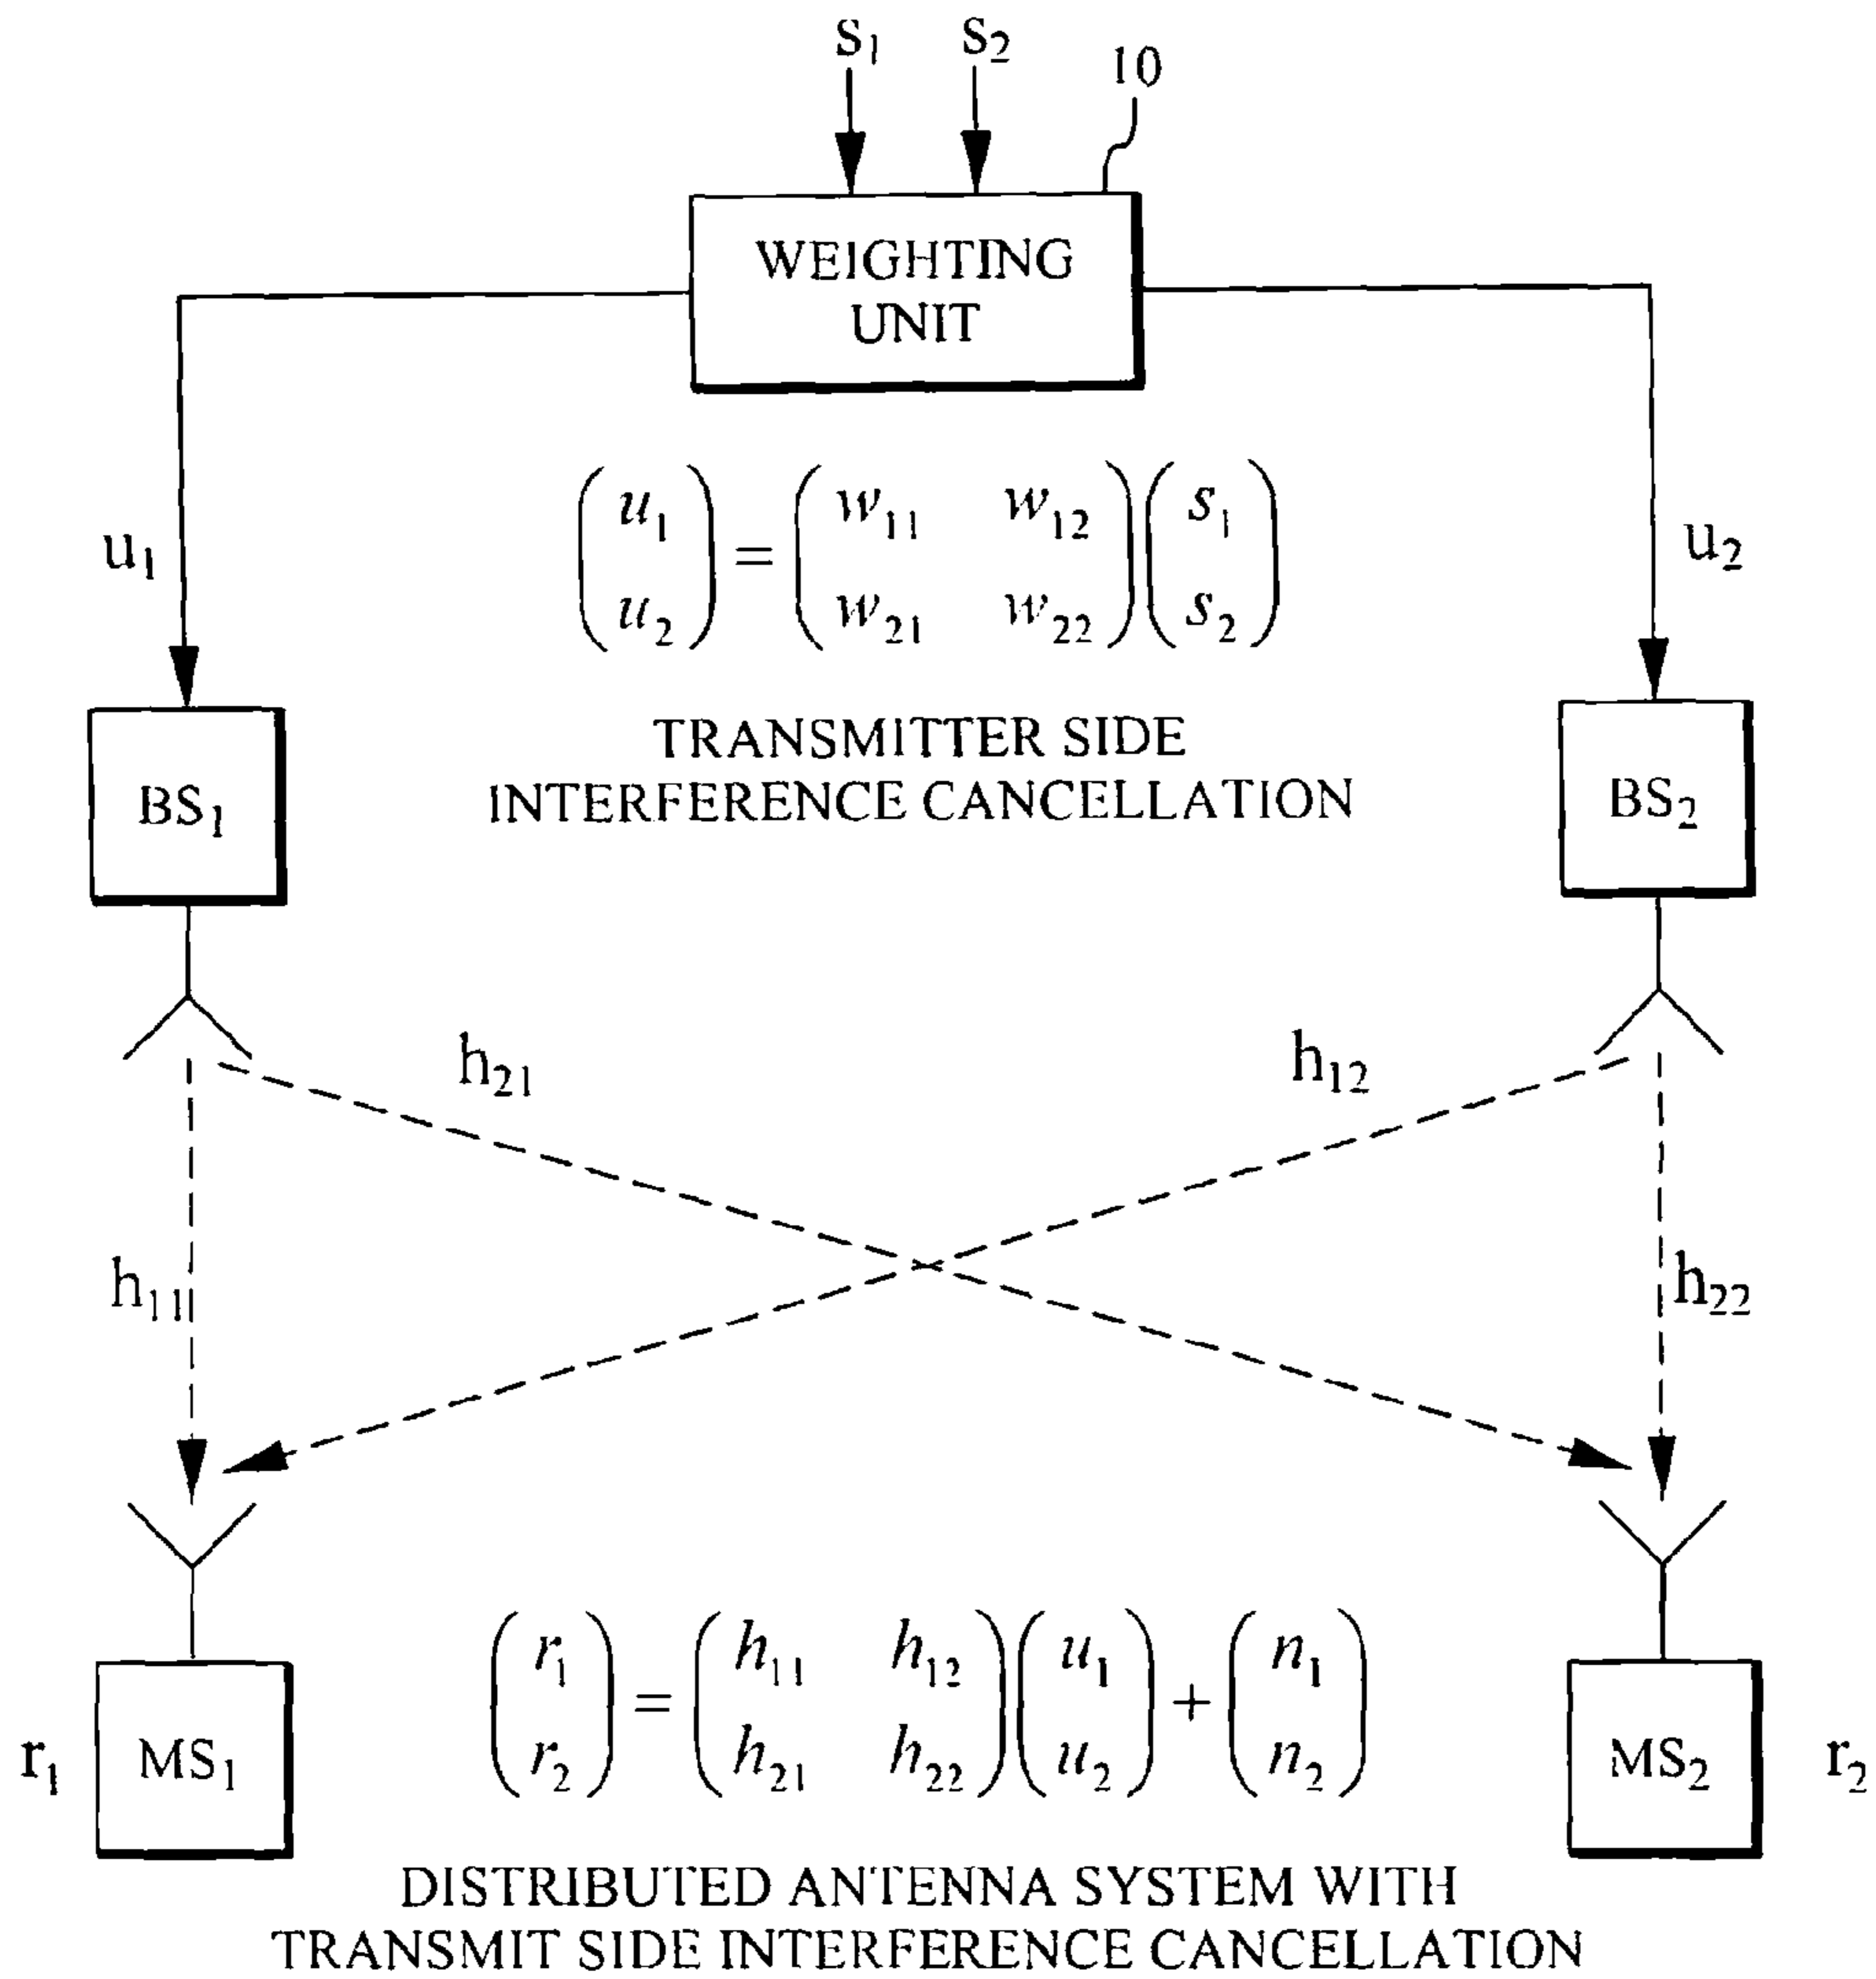 s₁ s₂ 10
WEIGHTING
UNIT
u₁ u₂
(u₁ u₂) = (w₁₁ w₁₂ w₂₁ w₂₂)(s₁ s₂)
TRANSMITTER SIDE
INTERFERENCE CANCELLATION
BS₁ BS₂
h₂₁ h₁₂
h₁₁ h₂₂
(r₁ r₂) = (h₁₁ h₁₂ h₂₁ h₂₂)(u₁ u₂) + (n₁ n₂)
r₁ MS₁ MS₂ r₂
DISTRIBUTED ANTENNA SYSTEM WITH
TRANSMIT SIDE INTERFERENCE CANCELLATION